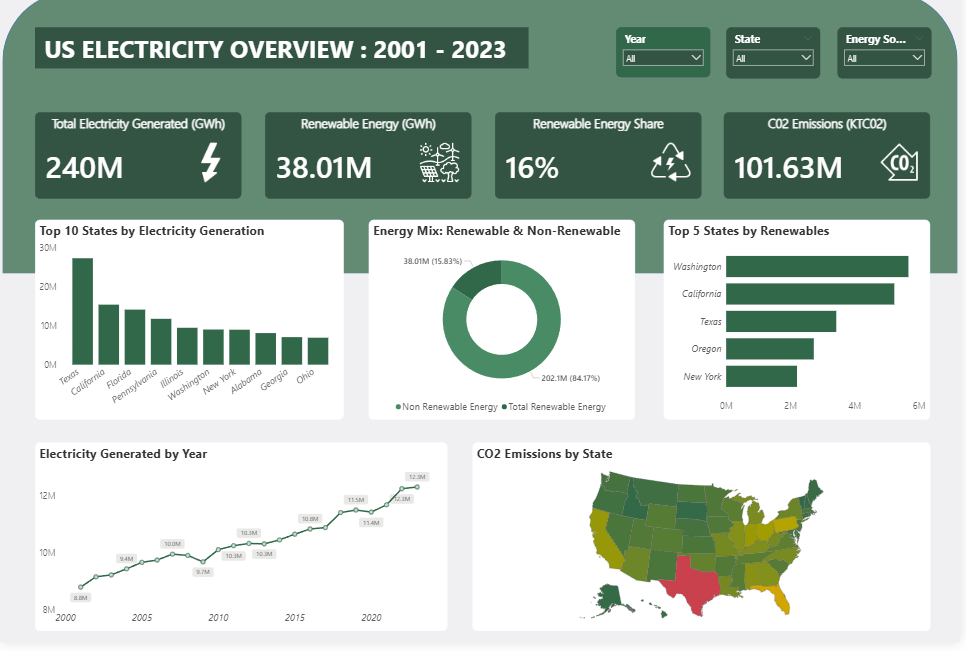 US ELECTRICITY OVERVIEW : 2001 - 2023
Year
All
State
All
Energy So...
All
Total Electricity Generated (GWh)
240M
Renewable Energy (GWh)
38.01M
Renewable Energy Share
16%
C02 Emissions (KTC02)
101.63M
CO2
Top 10 States by Electricity Generation
30M
20M
10M
0M
Texas
California
Florida
Pennsylvania
Illinois
Washington
New York
Alabama
Georgia
Ohio
Energy Mix: Renewable & Non-Renewable
38.01M (15.83%)
202.1M (84.17%)
Non Renewable Energy
Total Renewable Energy
Top 5 States by Renewables
Washington
California
Texas
Oregon
New York
0M
2M
4M
6M
Electricity Generated by Year
12M
10M
8M
8.8M
9.4M
10.0M
9.7M
10.3M
10.3M
10.3M
10.8M
11.5M
11.4M
12.3M
12.3M
2000
2005
2010
2015
2020
CO2 Emissions by State